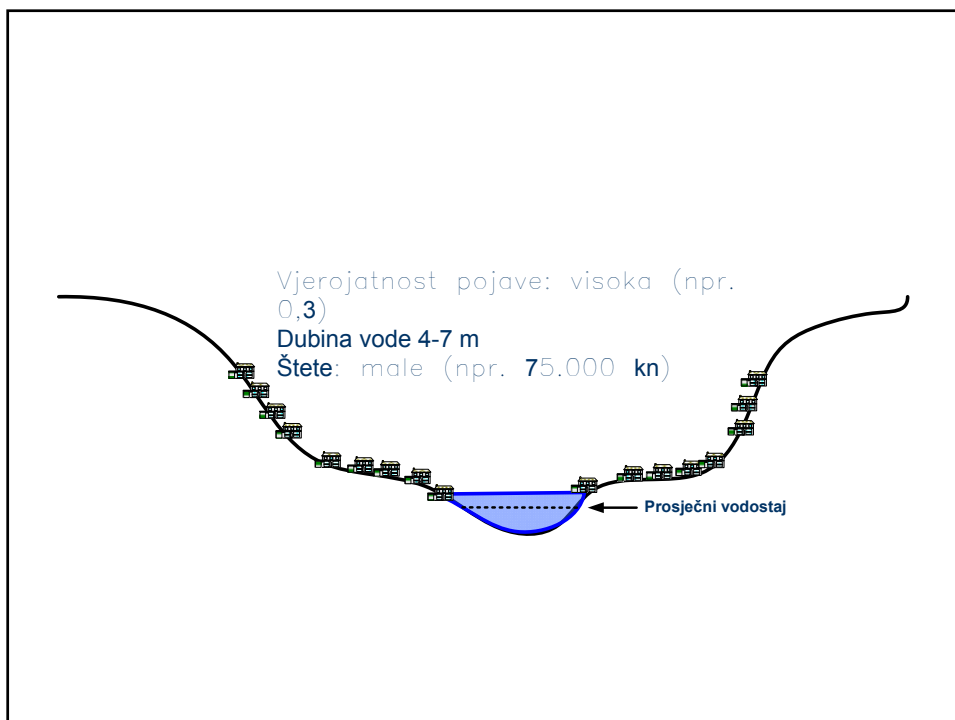 Vjerojatnost pojave: visoka (npr.
0,3)
Dubina vode 4-7 m
Štete: male (npr. 75.000 kn)
Prosječni vodostaj